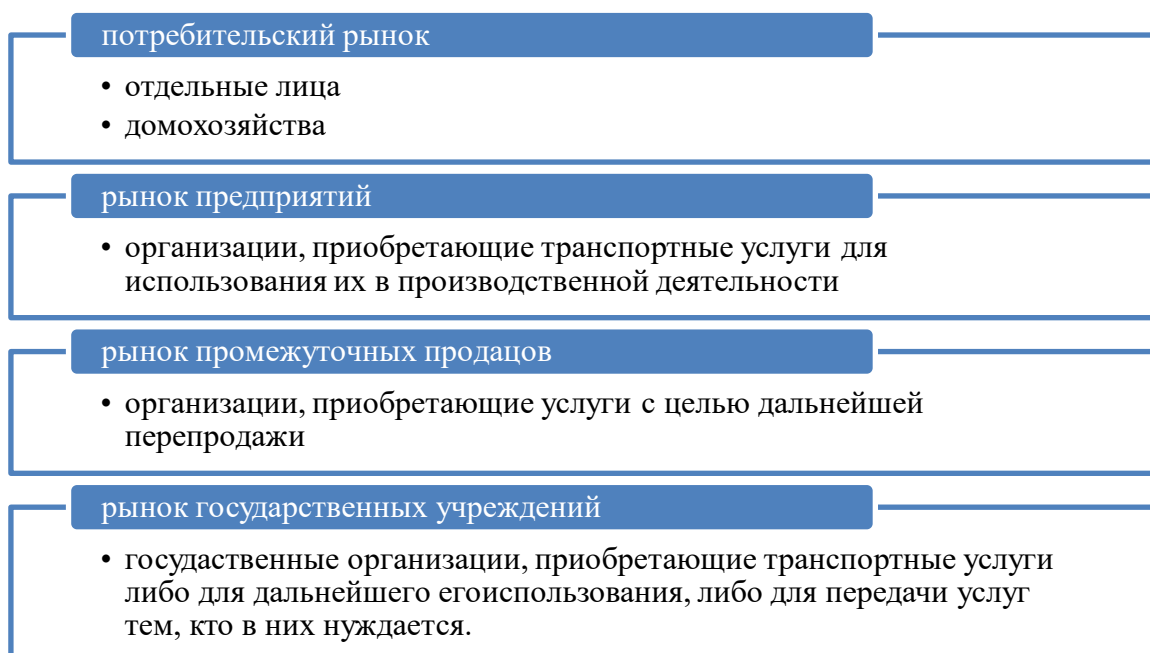 потребительский рынок
• отдельные лица
• домохозяйства
рынок предприятий
• организации, приобретающие транспортные услуги для
использования их в производственной деятельности
рынок промежуточных продацов
• организации, приобретающие услуги с целью дальнейшей
перепродажи
рынок государственных учреждений
• госудаственные организации, приобретающие транспортные услуги
либо для дальнейшего егоиспользования, либо для передачи услуг
тем, кто в них нуждается.